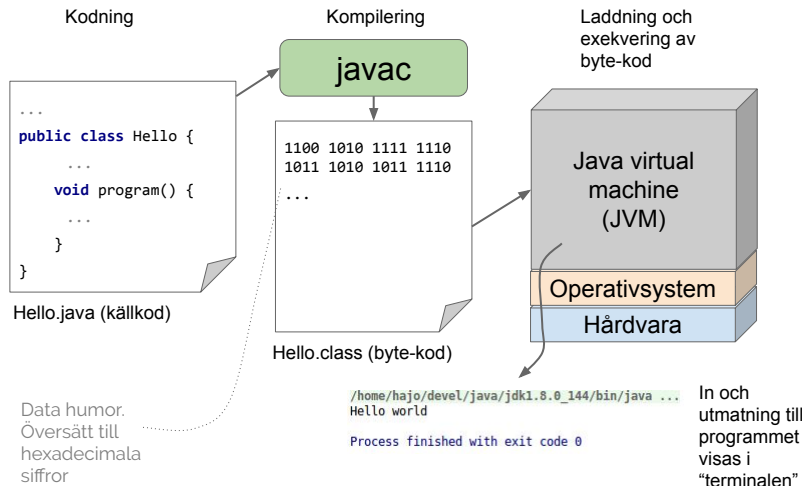 Kodning
Kompilering
Laddning och
exekvering av
byte-kod
javac
...
public class Hello {
...
void program() {
...
}
}
Hello.java (källkod)
1100 1010 1111 1110
1011 1010 1011 1110
...
Hello.class (byte-kod)
Java virtual
machine
(JVM)
Operativsystem
Hårdvara
Data humor.
Översätt till
hexadecimala
siffror
/home/hajo/devel/java/jdk1.8.0_144/bin/java ...
Hello world
Process finished with exit code 0
In och
utmatning till
programmet
visas i
“terminalen”